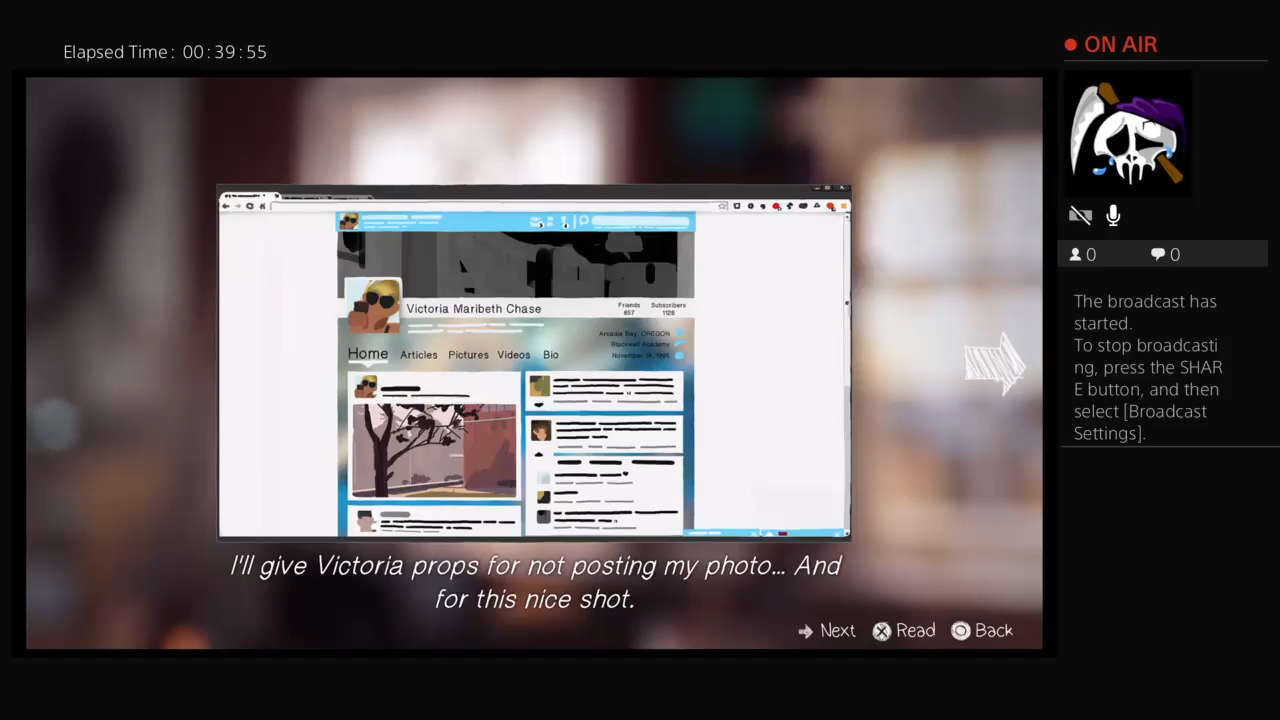 Elapsed Time: 00:39:55
ON AIR
0 0
The broadcast has
started.
To stop broadcasti
ng, press the SHAR
E button, and then
select [Broadcast
Settings].
Victoria Maribeth Chase
Friends Subscribers
857 1126
Arcadia Bay, OREGON
Blackwell Academy
Home Articles Pictures Videos Bio
I'll give Victoria props for not posting my photo... And
for this nice shot.
Next Read Back